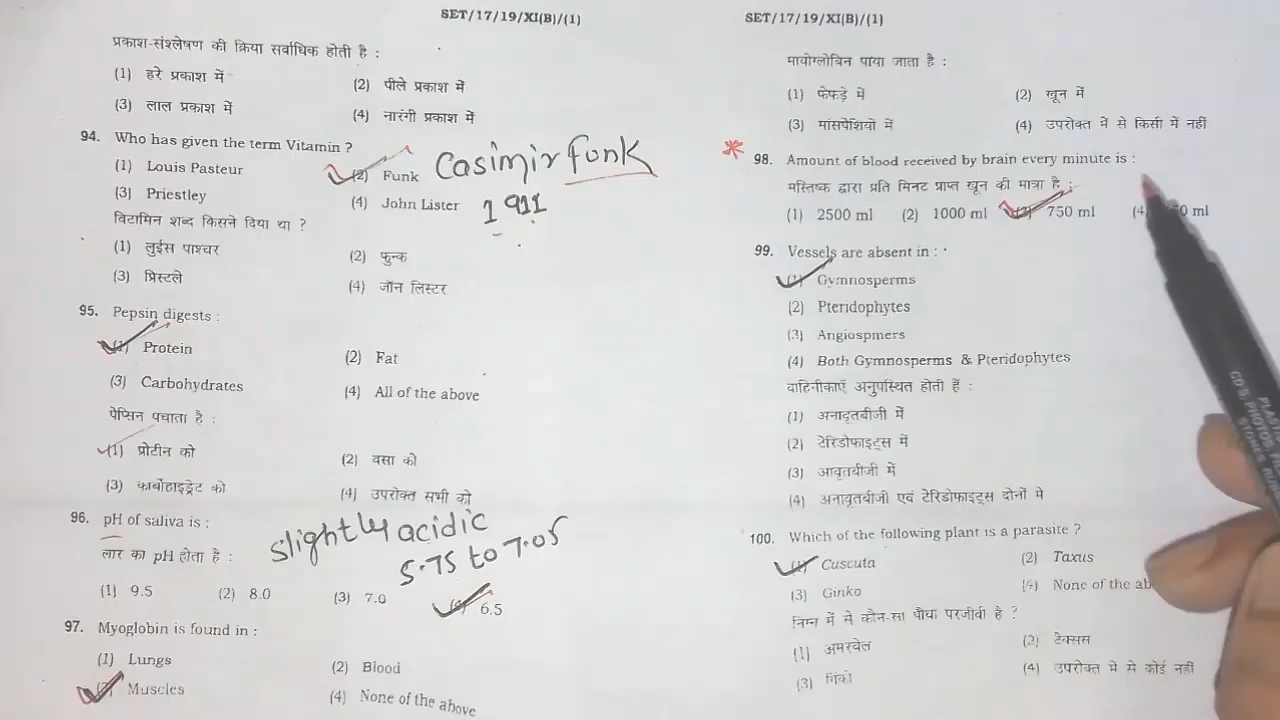 SET/17/19/XI(B)/(1)
प्रकाश-संश्लेषण की क्रिया सर्वाधिक होती है :
(1) हरे प्रकाश में
(2) पीले प्रकाश में
(3) लाल प्रकाश में
(4) नारंगी प्रकाश में
94. Who has given the term Vitamin ?
(1) Louis Pasteur
(2) Funk Casimir Funk
(3) Priestley
(4) John Lister 1911
विटामिन शब्द किसने दिया था ?
(1) लुईस पाश्चर
(2) फुन्क
(3) प्रिस्टले
(4) जॉन लिस्टर
95. Pepsin digests :
(1) Protein
(2) Fat
(3) Carbohydrates
(4) All of the above
पेप्सिन पचाता है :
(1) प्रोटीन को
(2) वसा को
(3) कार्बोहाइड्रेट को
(4) उपरोक्त सभी को
96. pH of saliva is :
slightly acidic
लार का pH होता है :
5.75 to 7.05
(1) 9.5 (2) 8.0 (3) 7.0 6.5
97. Myoglobin is found in :
(1) Lungs
(2) Blood
Muscles
(4) None of the above
SET/17/19/XI(B)/(1)
मायोग्लोबिन पाया जाता है :
(1) फेफड़े में
(2) खून में
(3) मांसपेशियों में
(4) उपरोक्त में से किसी में नहीं
98. Amount of blood received by brain every minute is :
मस्तिष्क द्वारा प्रति मिनट प्राप्त खून की मात्रा है :
(1) 2500 ml (2) 1000 ml (3) 750 ml (4) ml
99. Vessels are absent in :
(1) Gymnosperms
(2) Pteridophytes
(3) Angiospmers
(4) Both Gymnosperms & Pteridophytes
वाहिनीकाएँ अनुपस्थित होती हैं :
(1) अनावृतबीजी में
(2) टेरिडोफाइट्स में
(3) आवृतबीजी में
(4) अनावृतबीजी एवं टेरिडोफाइट्स दोनों में
100. Which of the following plant is a parasite ?
(1) Cuscuta
(2) Taxus
(3) Ginko
(4) None of the
निम्न में से कौन-सा पौधा परजीवी है ?
(1) अमरबेल
(2) टेक्सस
(3) गिंको
(4) उपरोक्त में से कोई नहीं